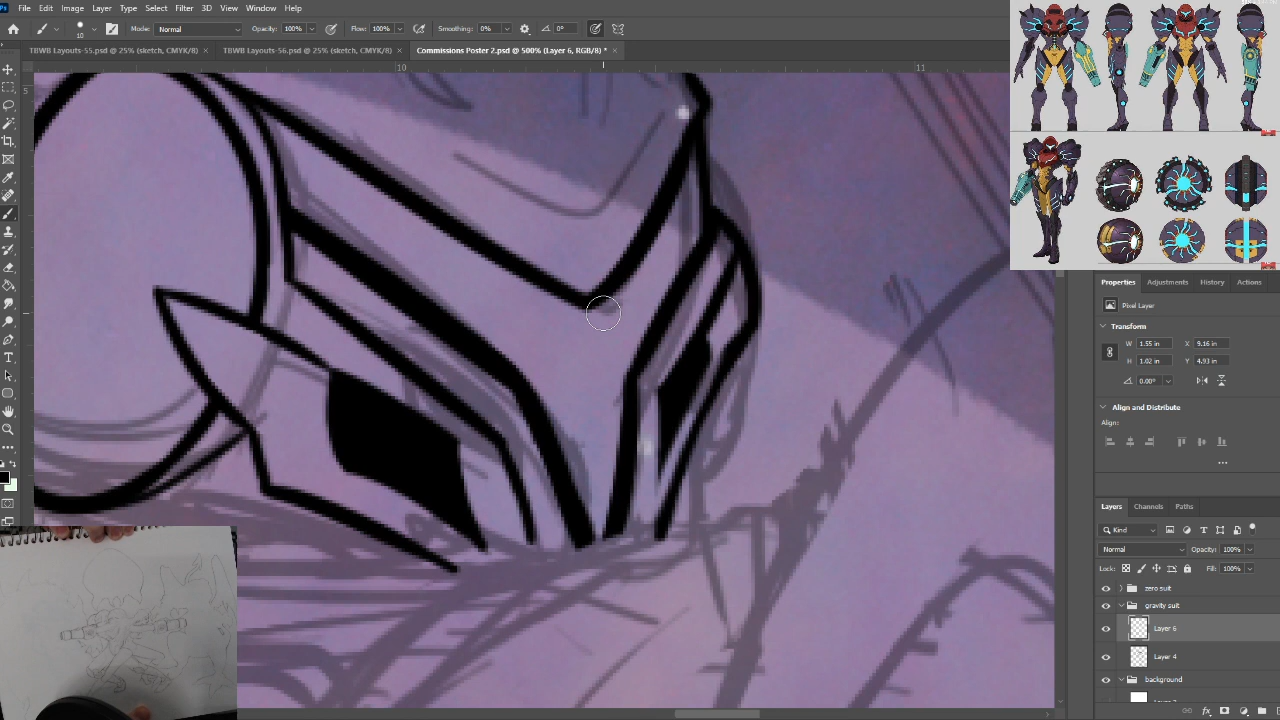 File Edit Image Layer Type Select Filter 3D View Window Help
10 Mode: Normal Opacity: 100% Flow: 100% Smoothing: 0% 0°
TBWB Layouts-55.psd @ 25% (sketch, CMYK/8) × TBWB Layouts-56.psd @ 25% (sketch, CMYK/8) × Commissions Poster 2.psd @ 500% (Layer 6, RGB/8) * ×
10 11
5
Properties Adjustments History Actions
Pixel Layer
Transform
W 1.55 in X 9.16 in
H 1.02 in Y 4.93 in
0.00°
Align and Distribute
Align:
...
Layers Channels Paths
Kind
Normal Opacity: 100%
Lock: Fill: 100%
zero suit
gravity suit
Layer 6
Layer 4
background
fx